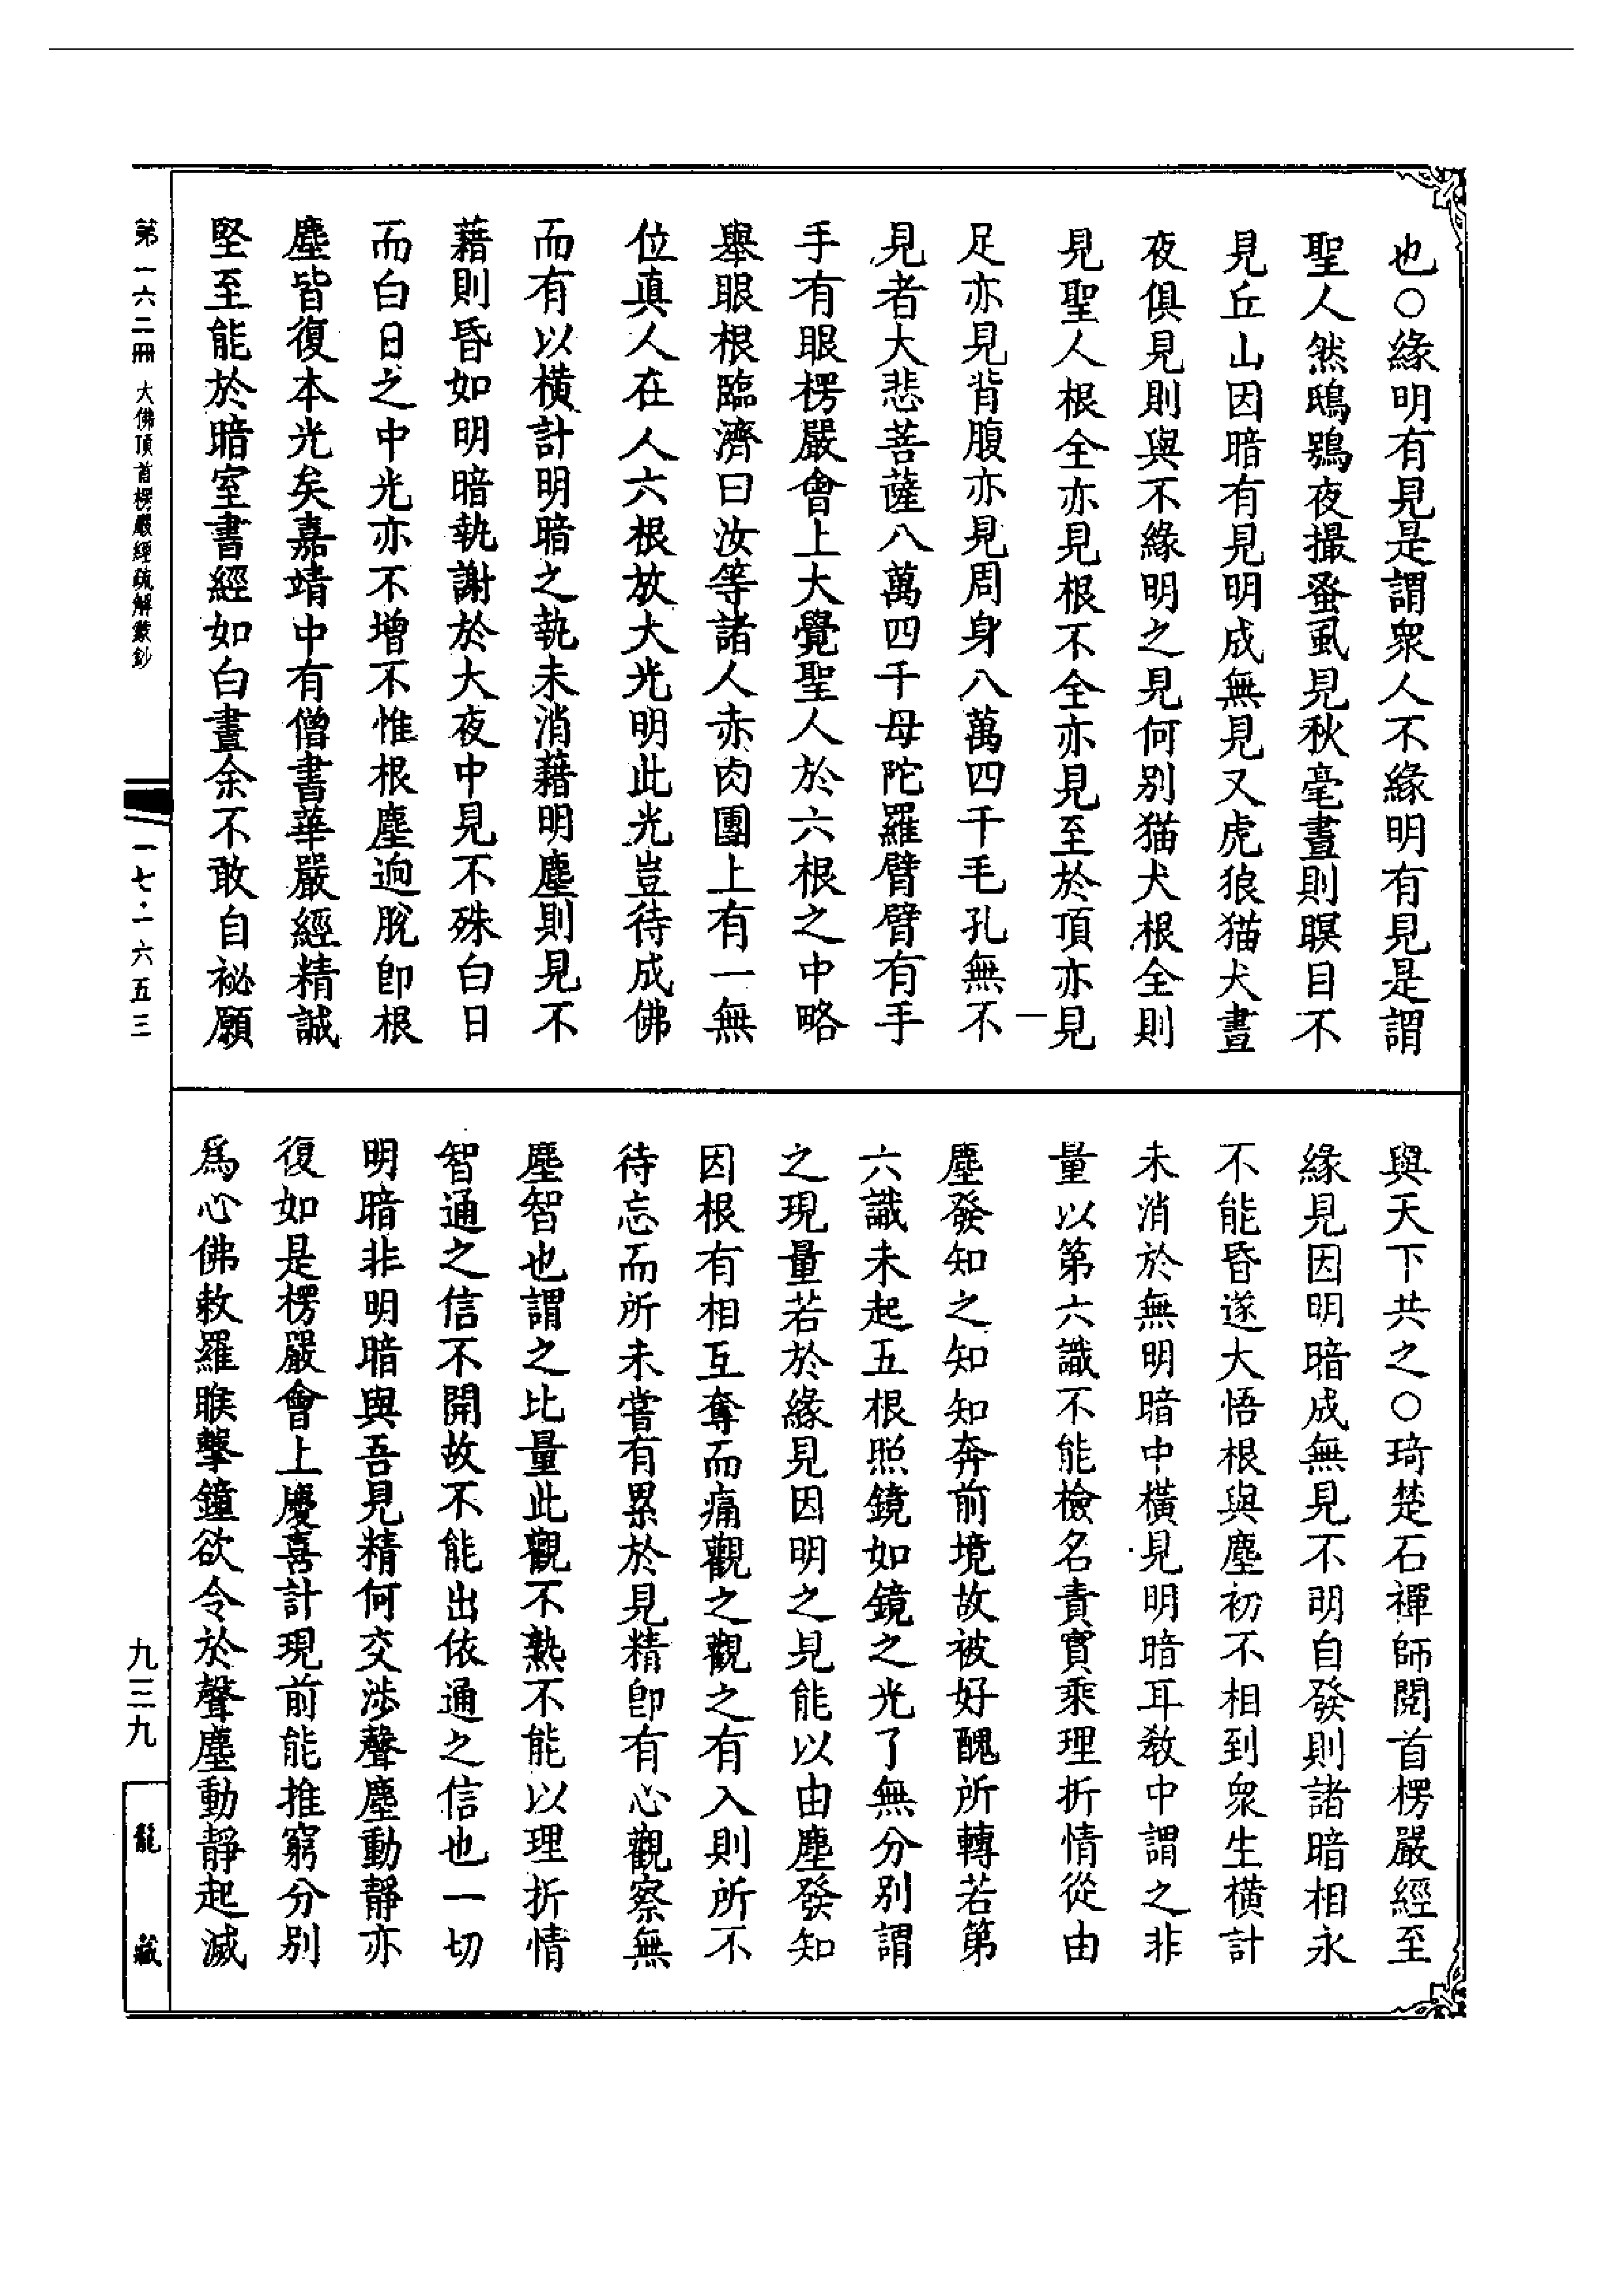 也○緣明有見是謂衆人不緣明有見是謂
聖人然鴟鵶夜撮蚤虱見秋毫晝則瞑目不
見丘山因暗有見明成無見又虎狼猫犬晝
夜俱見則與不緣明之見何別猫犬根全則
見聖人根全亦見根不全亦見至於頂亦見
足亦見背腹亦見周身八萬四千毛孔無不
見者大悲菩薩八萬四千母陀羅臂臂有手
手有眼楞嚴會上大覺聖人於六根之中略
舉眼根臨濟曰汝等諸人赤肉團上有一無
位真人在人六根放大光明此光豈待成佛
而有以橫計明暗之執未消藉明塵則見不
藉則昏如明暗執謝於大夜中見不殊白日
而白日之中光亦不增不惟根塵逈脫卽根
塵皆復本光矣嘉靖中有僧書華嚴經精誠
堅至能於暗室書經如白晝余不敢自祕願
與天下共之○琦楚石禪師閱首楞嚴經至
緣見因明暗成無見不明自發則諸暗相永
不能昏遂大悟根與塵初不相到衆生橫計
未消於無明暗中橫見明暗耳教中謂之非
量以第六識不能檢名責實乘理折情從由
塵發知之知知奔前境故被好醜所轉若第
六識未起五根照鏡如鏡之光了無分別謂
之現量若於緣見因明之見能以由塵發知
因根有相互奪而痛觀之觀之有入則所不
待忘而所未嘗有累於見精卽有心觀察無
塵智也謂之比量此觀不熟不能以理折情
智通之信不開故不能出依通之信也一切
明暗非明暗與吾見精何交涉聲塵動靜亦
復如是楞嚴會上慶喜計現前能推窮分別
爲心佛敕羅睺擊鐘欲令於聲塵動靜起滅
第一六二冊 大佛頂首楞嚴經疏解蒙鈔
一七·一六五三
九三九
龍藏